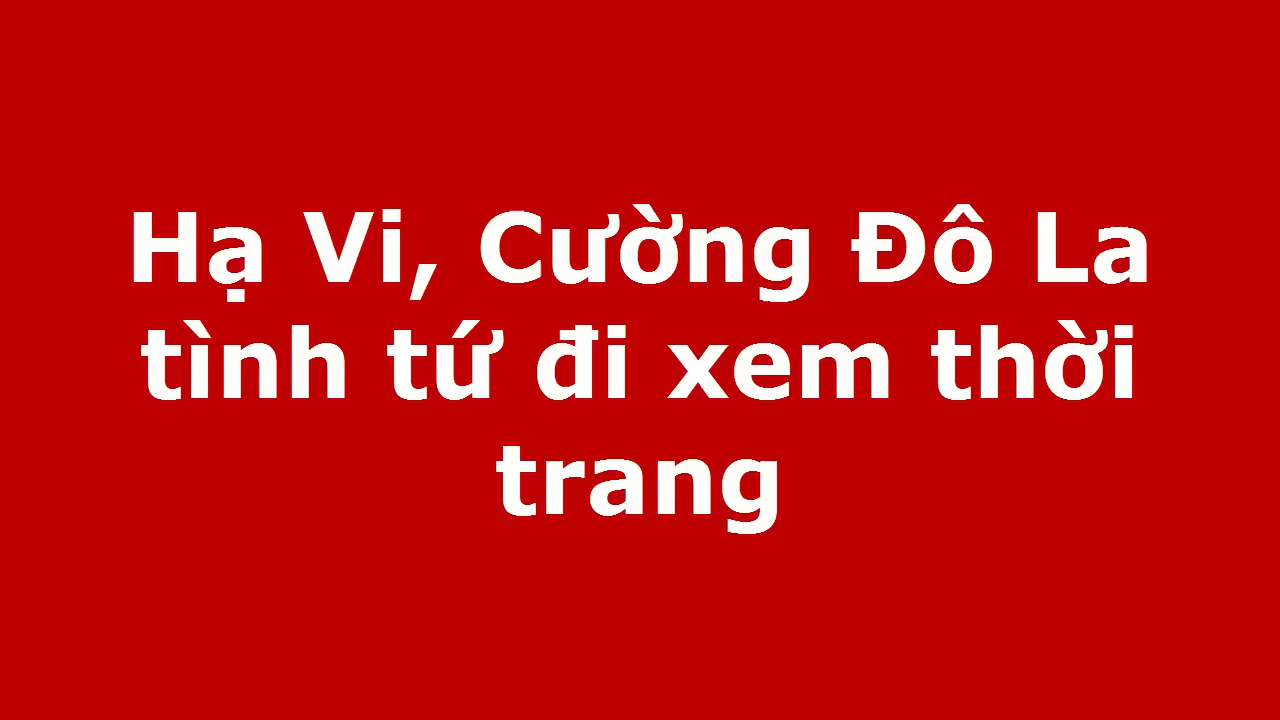 Hạ Vi, Cường Đô La
tình tứ đi xem thời
trang